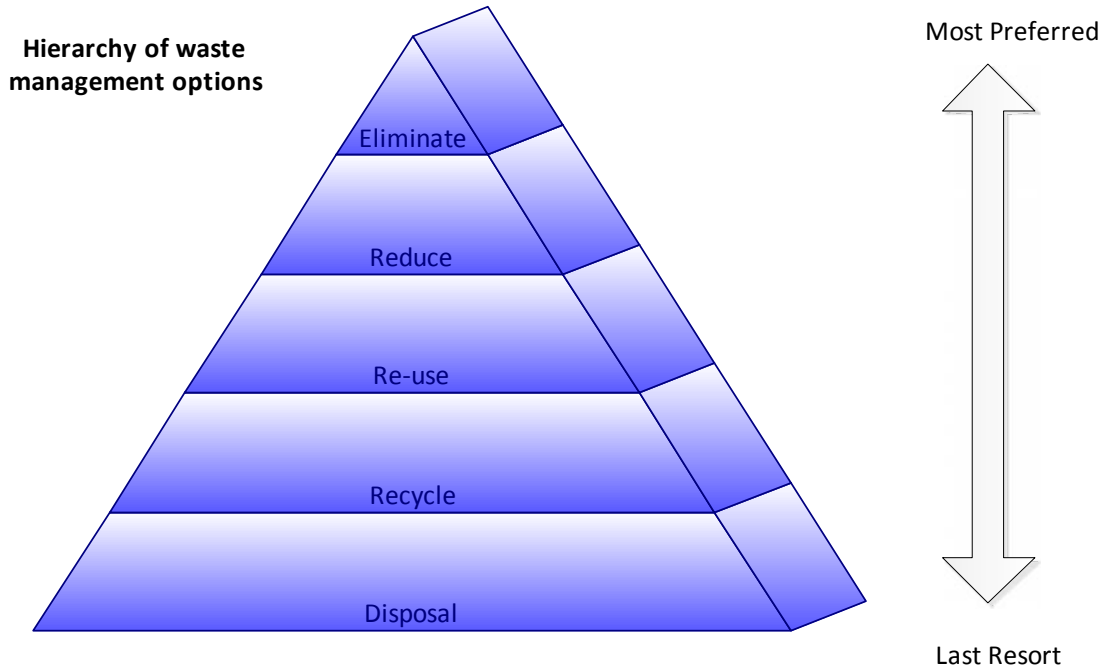 Hierarchy of waste
management options
Most Preferred
Eliminate
Reduce
Re-use
Recycle
Disposal
Last Resort